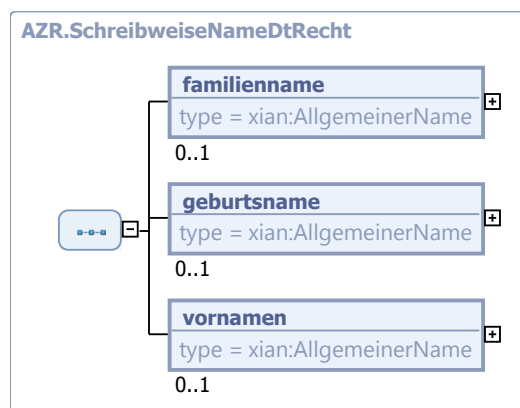 AZR.SchreibweiseNameDtRecht
familienname
type = xian:AllgemeinerName
0..1
geburtsname
type = xian:AllgemeinerName
0..1
vornamen
type = xian:AllgemeinerName
0..1